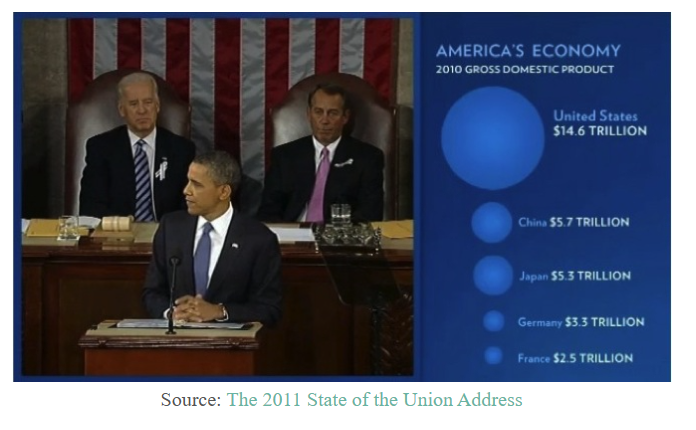 AMERICA'S ECONOMY
2010 GROSS DOMESTIC PRODUCT
United States
$14.6 TRILLION
China $5.7 TRILLION
Japan $5.3 TRILLION
Germany $3.3 TRILLION
France $2.5 TRILLION
Source: The 2011 State of the Union Address